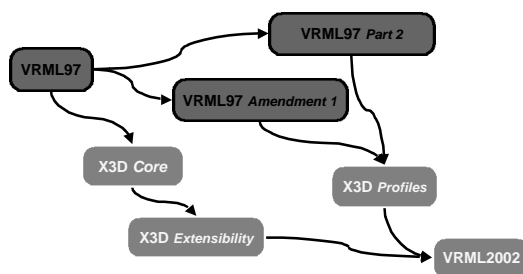 VRML97 Part 2
VRML97
VRML97 Amendment 1
X3D Core
X3D Profiles
X3D Extensibility
VRML2002